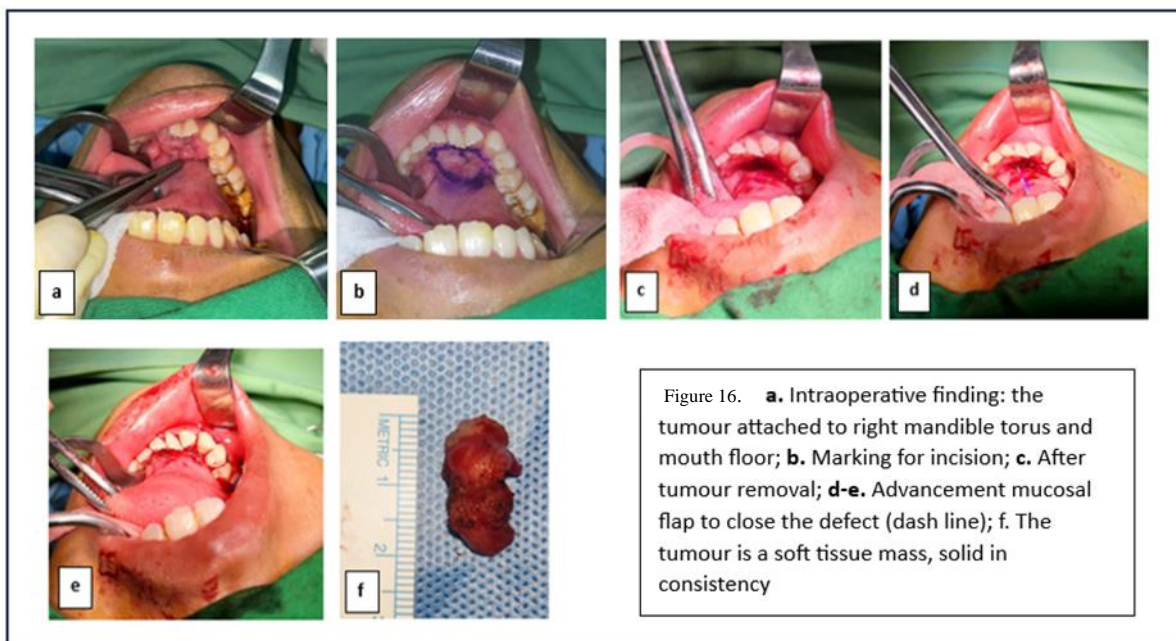 a
b
c
d
e
f
METRIC
1
2
Figure 16. a. Intraoperative finding: the
tumour attached to right mandible torus and
mouth floor; b. Marking for incision; c. After
tumour removal; d-e. Advancement mucosal
flap to close the defect (dash line); f. The
tumour is a soft tissue mass, solid in
consistency